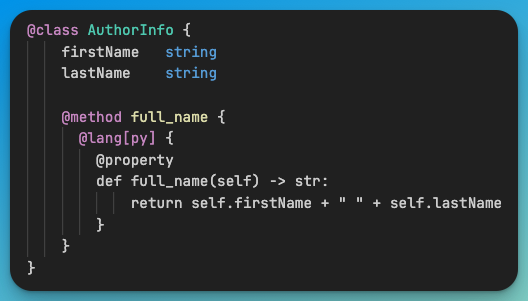 @class AuthorInfo {
    firstName   string
    lastName    string

    @method full_name {
      @lang[py] {
        @property
        def full_name(self) -> str:
            return self.firstName + " " + self.lastName
        }
    }
}